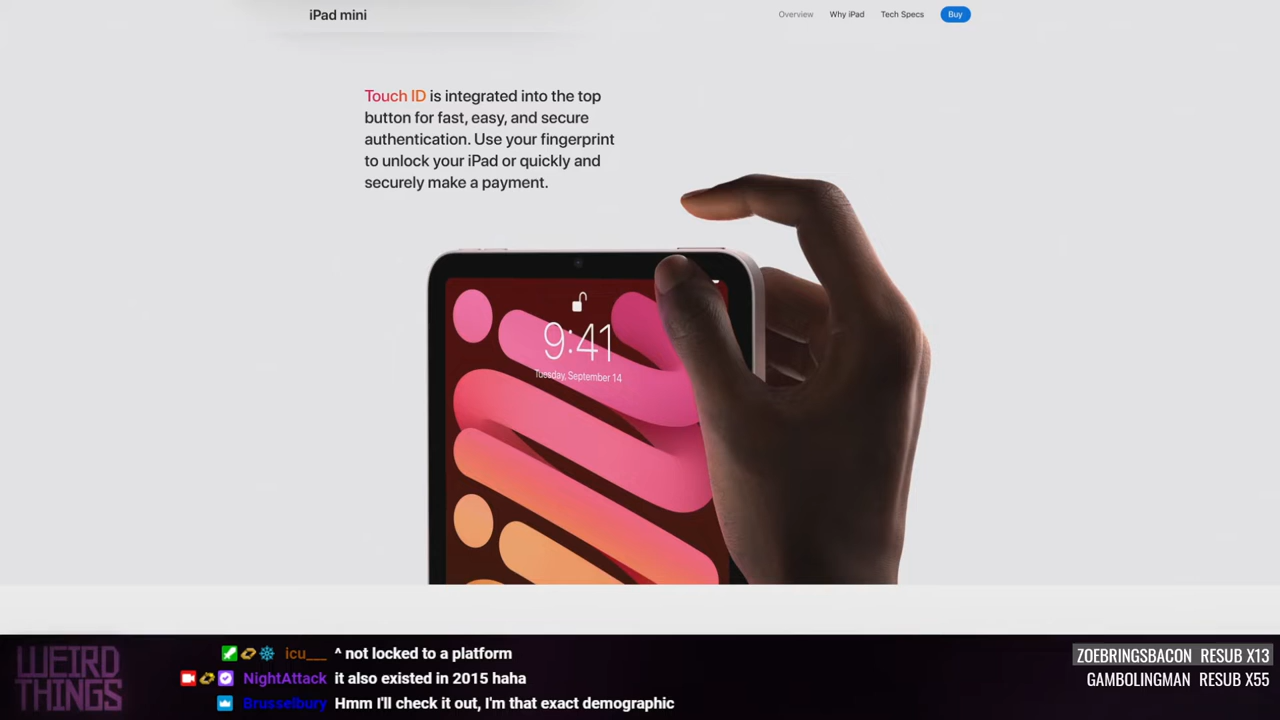 iPad mini
Overview Why iPad Tech Specs Buy
Touch ID is integrated into the top
button for fast, easy, and secure
authentication. Use your fingerprint
to unlock your iPad or quickly and
securely make a payment.
9:41
Tuesday, September 14
WEIRD
THINGS
icu___ ^ not locked to a platform
NightAttack it also existed in 2015 haha
Brusselbury Hmm I'll check it out, I'm that exact demographic
ZOEBRINGSBACON RESUB X13
GAMBOLINGMAN RESUB X55